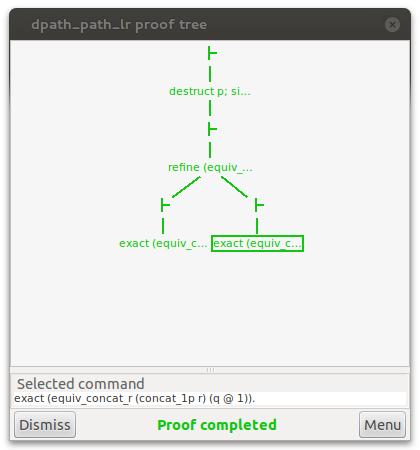 dpath_path_lr proof tree
destruct p; si...
refine (equiv_...
exact (equiv_c... exact (equiv_c...
Selected command
exact (equiv_concat_r (concat_1p r) (q @ 1)).
Dismiss Proof completed Menu